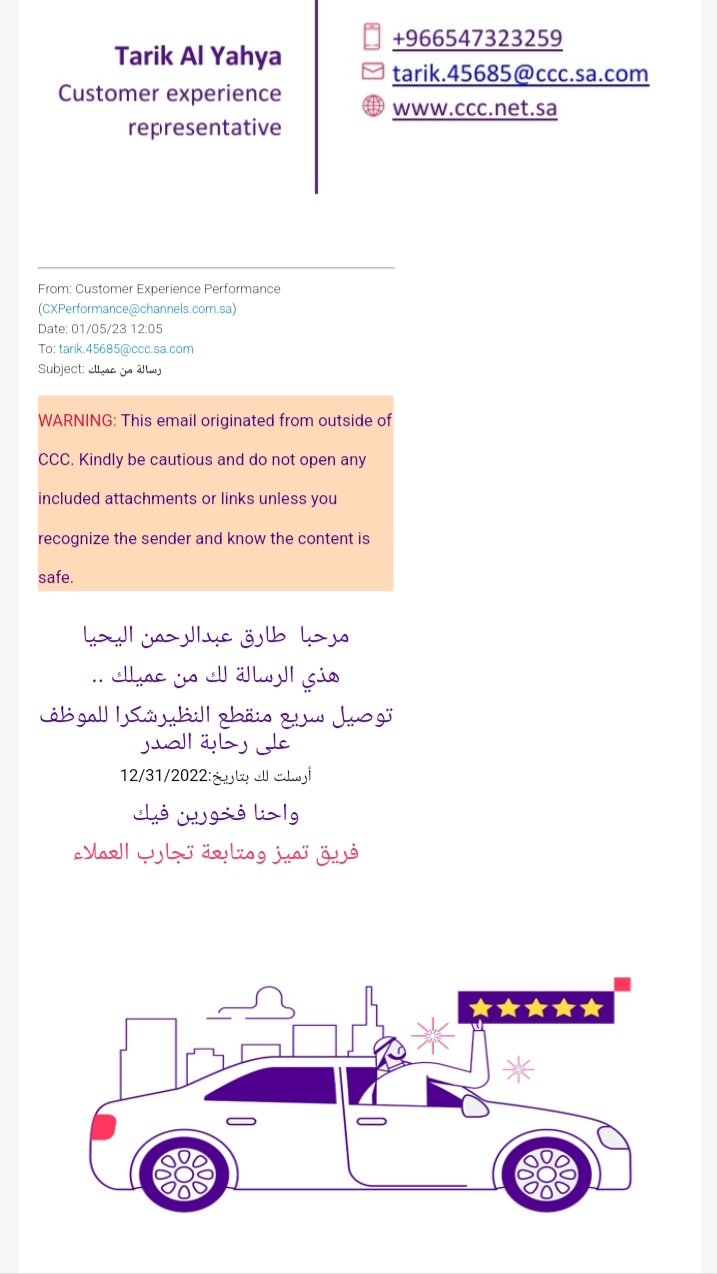 Tarik Al Yahya
Customer experience
representative
+966547323259
tarik.45685@ccc.sa.com
www.ccc.net.sa
From: Customer Experience Performance
(CXPerformance@channels.com.sa)
Date: 01/05/23 12:05
To: tarik.45685@ccc.sa.com
Subject: رسالة من عميلك
WARNING: This email originated from outside of
CCC. Kindly be cautious and do not open any
included attachments or links unless you
recognize the sender and know the content is
safe.
مرحبا طارق عبدالرحمن اليحيا
هذي الرسالة لك من عميلك ..
توصيل سريع منقطع النظيرشكرا للموظف
على رحابة الصدر
أرسلت لك بتاريخ:12/31/2022
واحنا فخورين فيك
فريق تميز ومتابعة تجارب العملاء